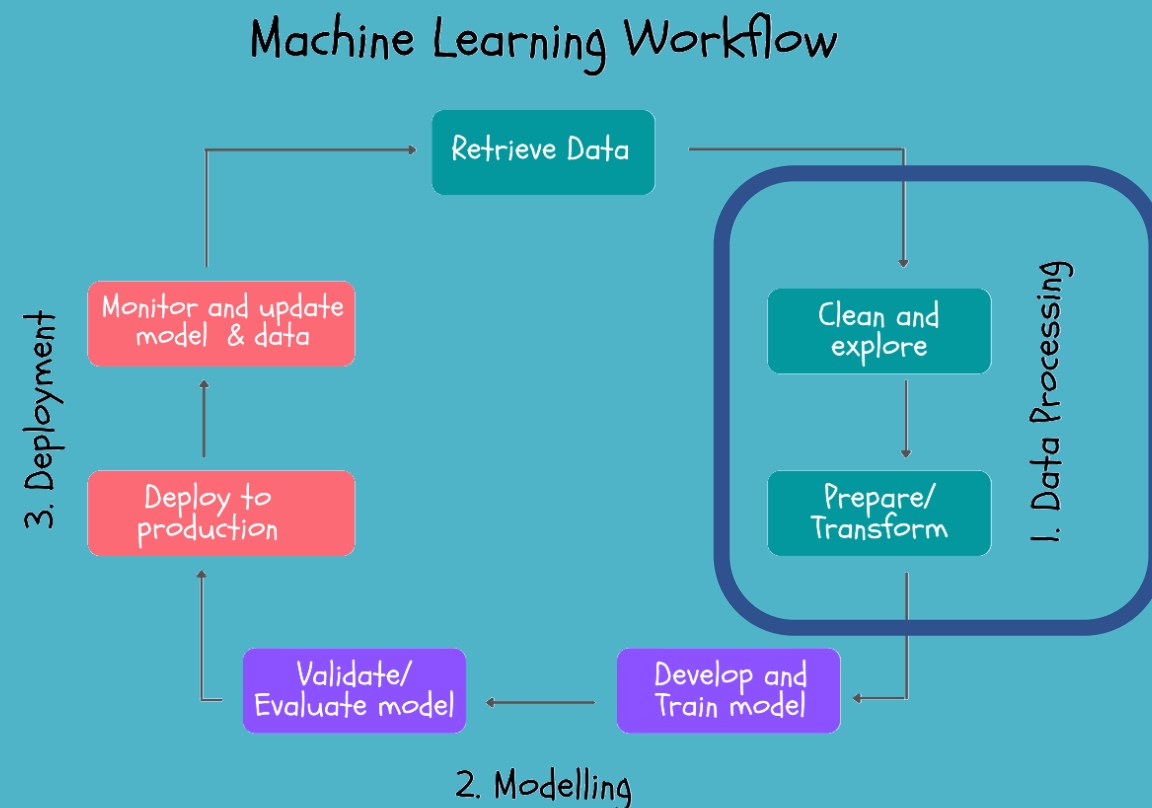 Machine Learning Workflow
Retrieve Data
Clean and
explore
Prepare/
Transform
1. Data Processing
Develop and
Train model
Validate/
Evaluate model
2. Modelling
Deploy to
production
Monitor and update
model & data
3. Deployment